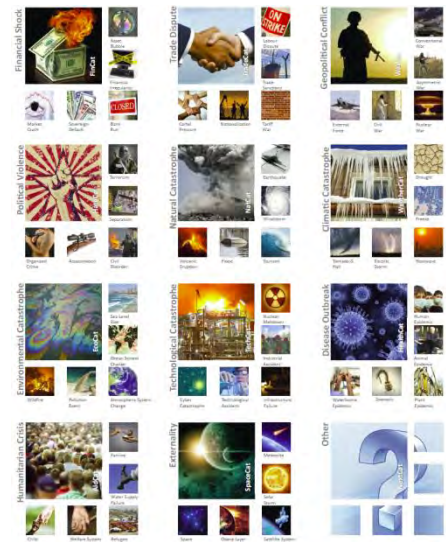 Financial Shock
FinCat
Asset
Bubble
Financial
Irregularity
Market
Crash
Sovereign
Default
CLOSED
Bank
Run
Trade Dispute
ON
STRIKE
Labour
Dispute
Trade
Sanctions
Cartel
Pressure
Nationalization
Tariff
War
Geopolitical Conflict
Conventional
War
Asymmetric
War
External
Force
Civil
War
Nuclear
War
Political Violence
Terrorism
Separatism
Organized
Crime
Assassination
Civil
Disorder
Natural Catastrophe
NatCat
Earthquake
Windstorm
Volcanic
Eruption
Flood
Tsunami
Climatic Catastrophe
WeatherCat
Drought
Freeze
Tornado &
Hail
Electric
Storm
Heatwave
Environmental Catastrophe
EnvCat
Sea Level
Rise
Ocean System
Change
Wildfire
Pollution
Event
Atmospheric System
Change
Technological Catastrophe
TechCat
Nuclear
Meltdown
Industrial
Accident
Cyber
Catastrophe
Technological
Accident
Infrastructure
Failure
Disease Outbreak
HealthCat
Human
Epidemic
Animal
Epidemic
Waterborne
Epidemic
Zoonosis
Plant
Epidemic
Humanitarian Crisis
Famine
Water Supply
Failure
Child
Welfare System
Refugee
Externality
SpaceCat
Meteorite
Solar
Storm
Space
Ozone Layer
Satellite System
Other
?